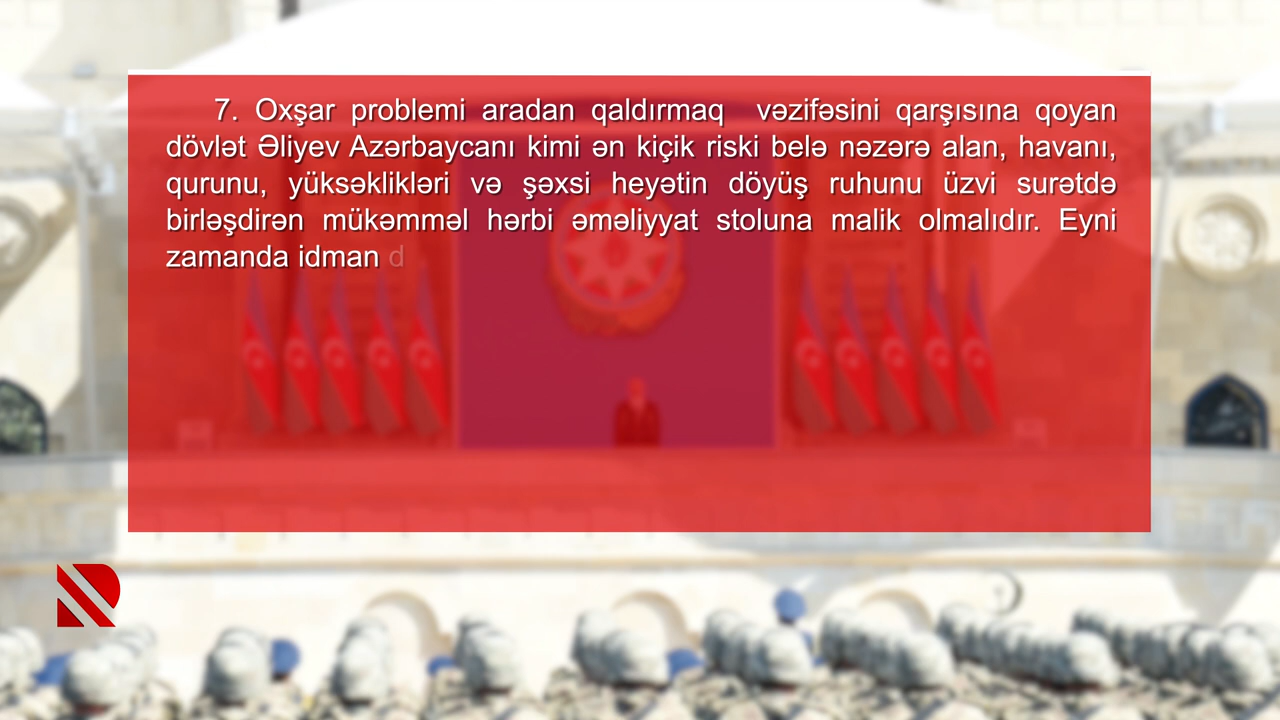 7. Oxşar problemi aradan qaldırmaq vəzifəsini qarşısına qoyan
dövlət Əliyev Azərbaycanı kimi ən kiçik riski belə nəzərə alan, havanı,
qurunu, yüksəklikləri və şəxsi heyətin döyüş ruhunu üzvi surətdə
birləşdirən mükəmməl hərbi əməliyyat stoluna malik olmalıdır. Eyni
zamanda idman d